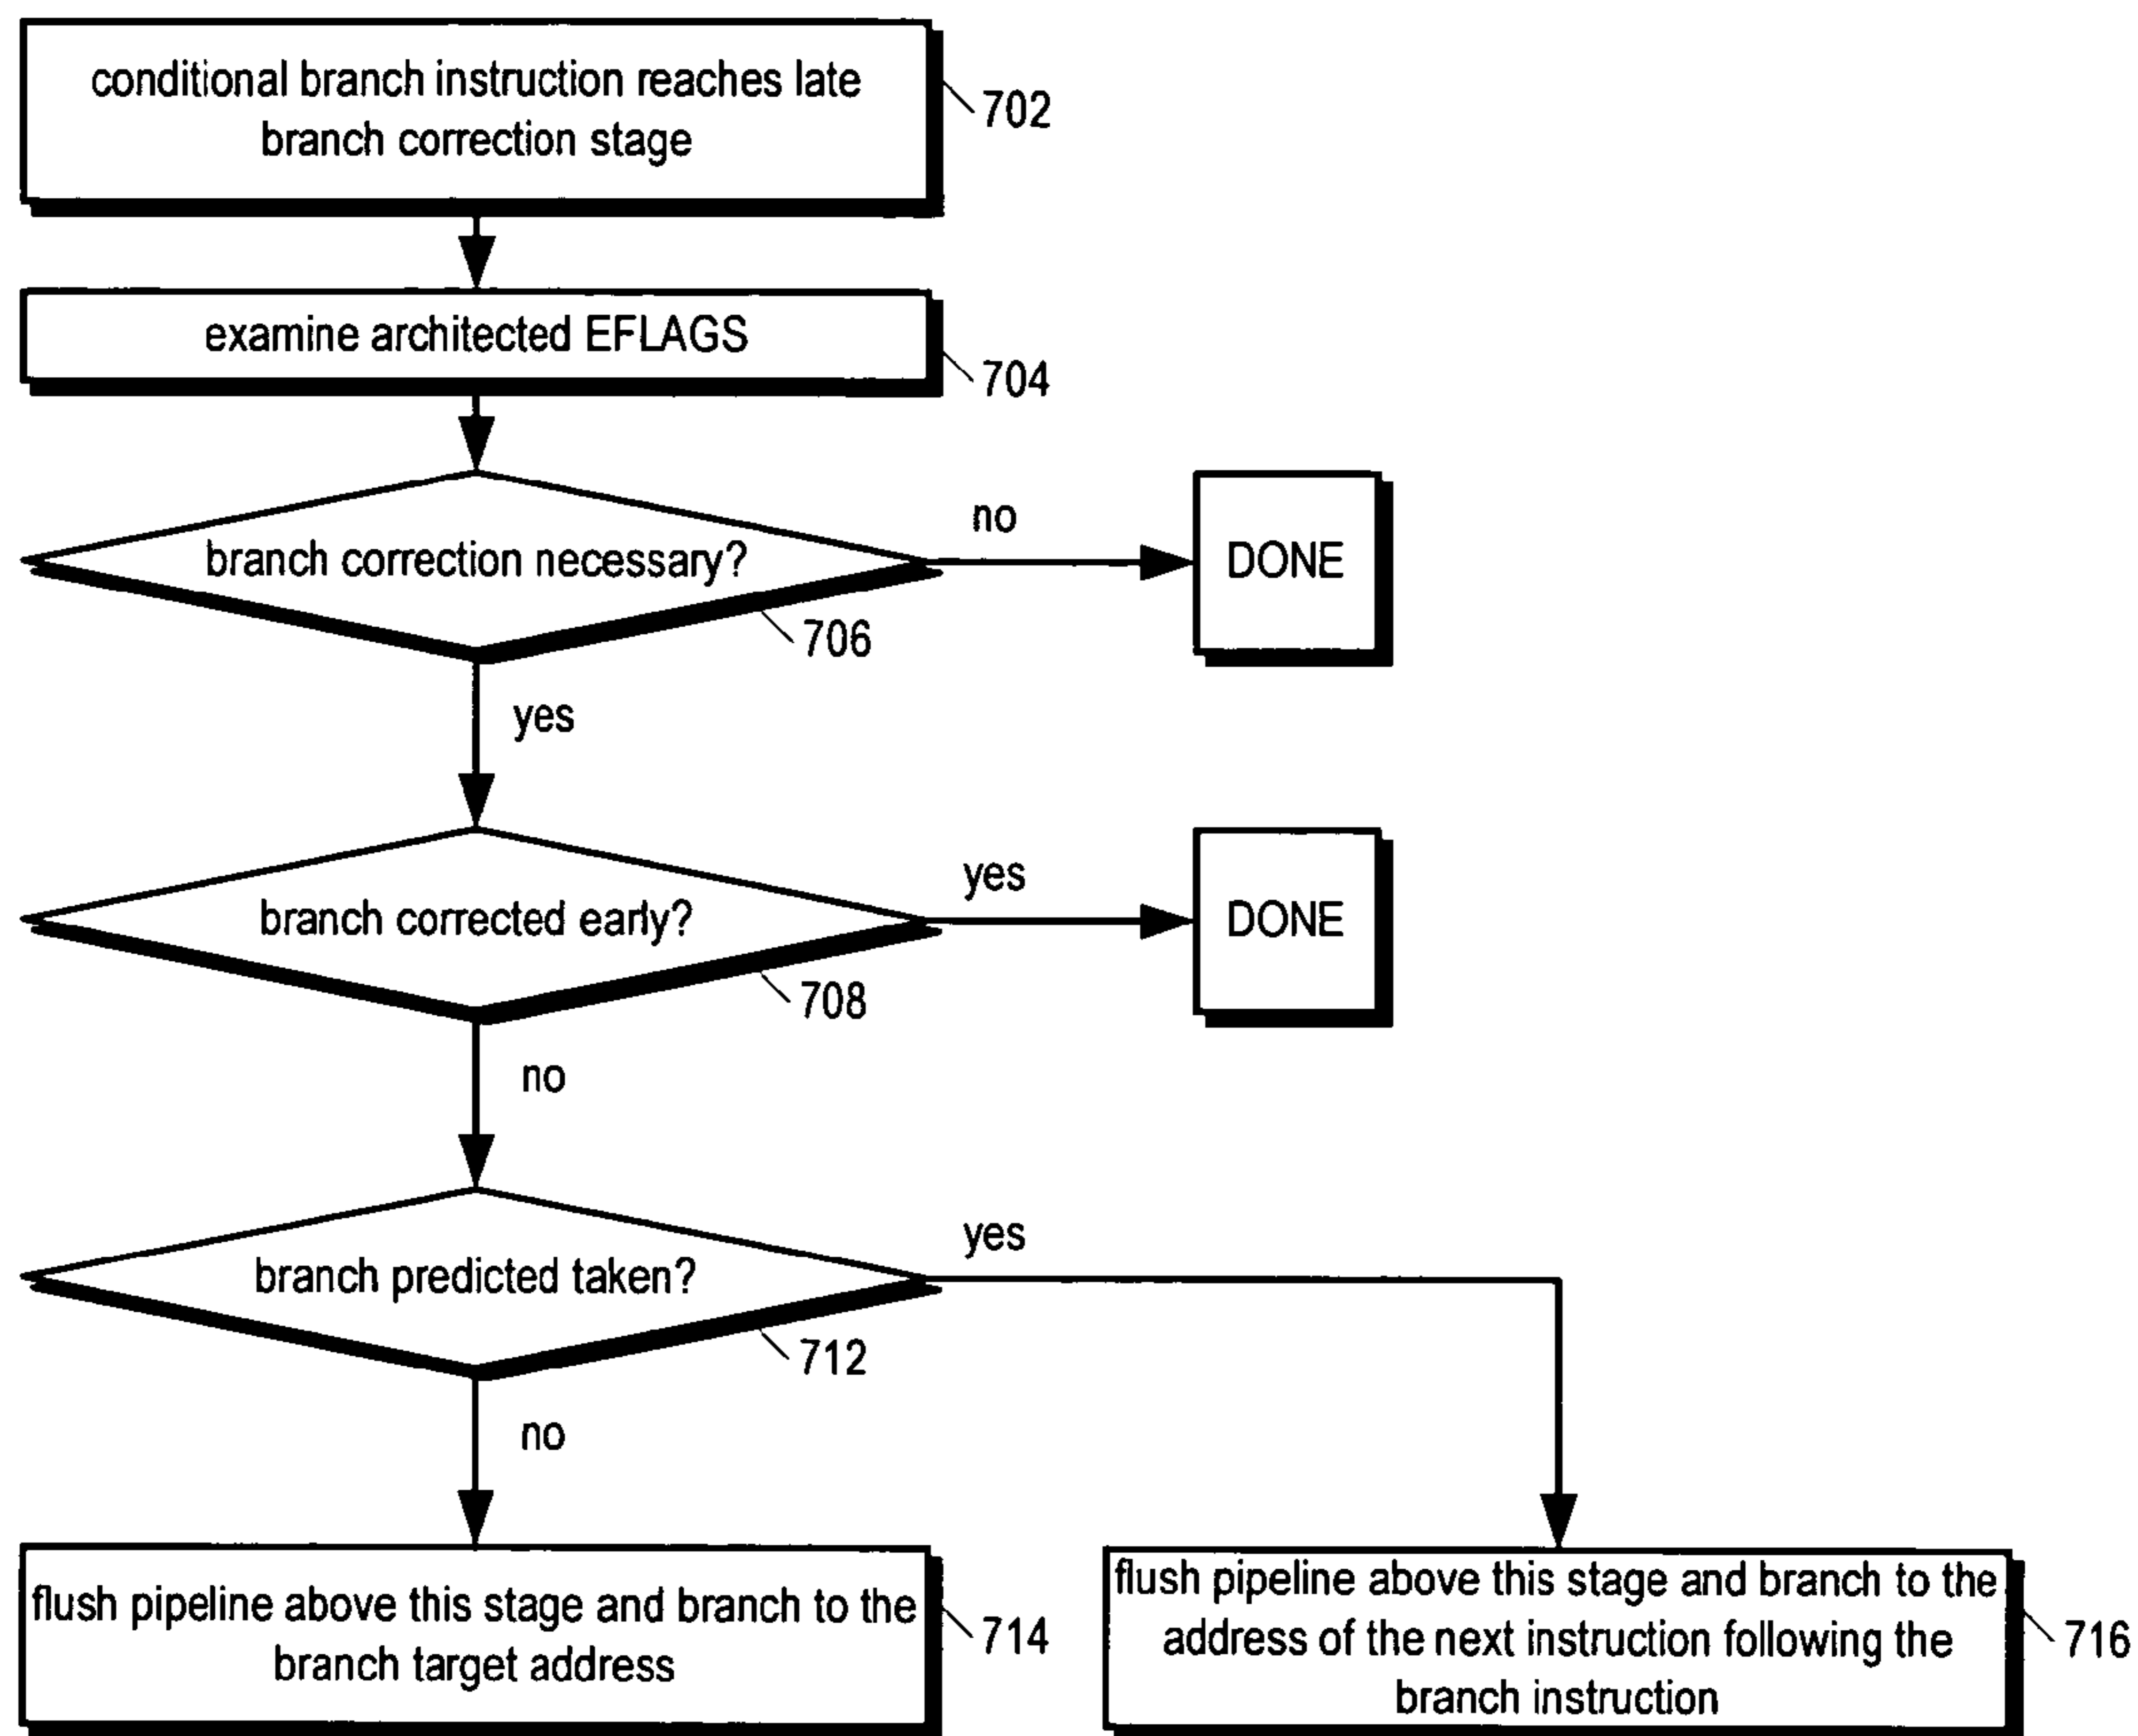 conditional branch instruction reaches late
branch correction stage
702
examine architected EFLAGS
704
branch correction necessary?
706
no
DONE
yes
branch corrected early?
708
yes
DONE
no
branch predicted taken?
712
yes
no
flush pipeline above this stage and branch to the
branch target address
714
flush pipeline above this stage and branch to the
address of the next instruction following the
branch instruction
716